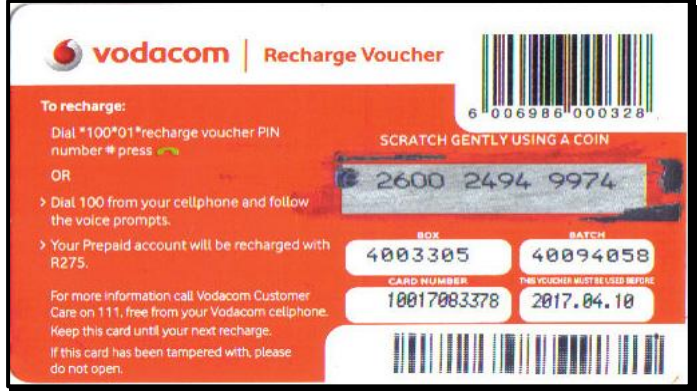 vodacom | Recharge Voucher
6 006986 000328
To recharge:
Dial *100*01*recharge voucher PIN
number # press
OR
> Dial 100 from your cellphone and follow
the voice prompts.
> Your Prepaid account will be recharged with
R275.
For more information call Vodacom Customer
Care on 111, free from your Vodacom cellphone.
Keep this card until your next recharge.
If this card has been tampered with, please
do not open.
SCRATCH GENTLY USING A COIN
2600 2494 9974
BOX
4003305
BATCH
40094058
CARD NUMBER
10017083378
THIS VOUCHER MUST BE USED BEFORE
2017.04.10